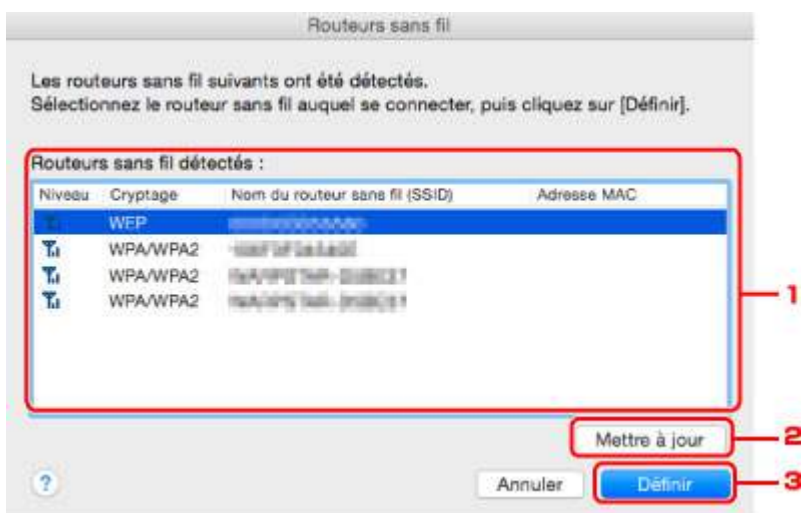 Routeurs sans fil
Les routeurs sans fil suivants ont été détectés.
Sélectionnez le routeur sans fil auquel se connecter, puis cliquez sur [Définir].
Routeurs sans fil détectés :
Niveau Cryptage Nom du routeur sans fil (SSID) Adresse MAC
WEP
WPA/WPA2
WPA/WPA2
WPA/WPA2
1
Mettre à jour 2
? Annuler Définir 3